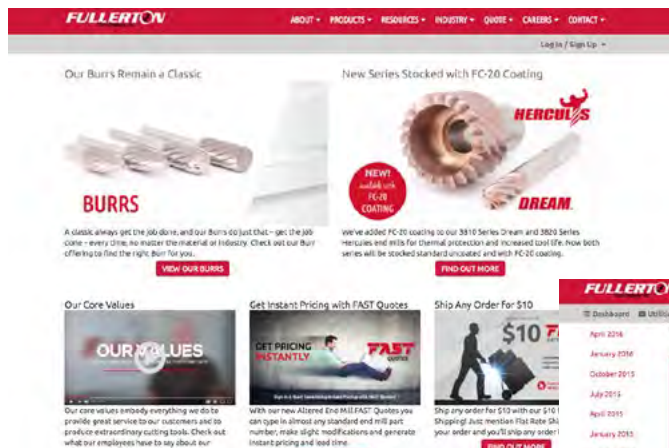 FULLERTON
ABOUT PRODUCTS RESOURCES INDUSTRY QUOTE CAREERS CONTACT
Log In / Sign Up
Our Burrs Remain a Classic
BURRS
A classic always get the job done, and our Burrs do just that – get the job
done – every time, no matter the material or industry. Check out our Burr
offering to find the right Burr for you.
VIEW OUR BURRS
New Series Stocked with FC-20 Coating
HERCULES
NEW!
available with
FC-20
COATING
DREAM
We've added FC-20 coating to our 3810 Series Dream and 3820 Series
Hercules end mills for thermal protection and increased tool life. Now both
series will be stocked standard uncoated and with FC-20 coating.
FIND OUT MORE
Our Core Values
OUR VALUES
Our core values embody everything we do to
provide great service to our customers and to
produce extraordinary cutting tools. Check out
what our employees have to say about our
Get Instant Pricing with FAST Quotes
GET PRICING
INSTANTLY
FAST
QUOTES
With our new Altered End Mill FAST Quotes you
can type in almost any standard end mill part
number, make slight modifications and generate
instant pricing and lead time.
Ship Any Order for $10
$10
Ship any order for $10 with our $10
Shipping! Just mention Flat Rate Shi
your order and you'll ship any order
FIND OUT MORE
FULLERTON
Dashboard
April 2016
January 2016
October 2015
July 2015
April 2015
January 2015